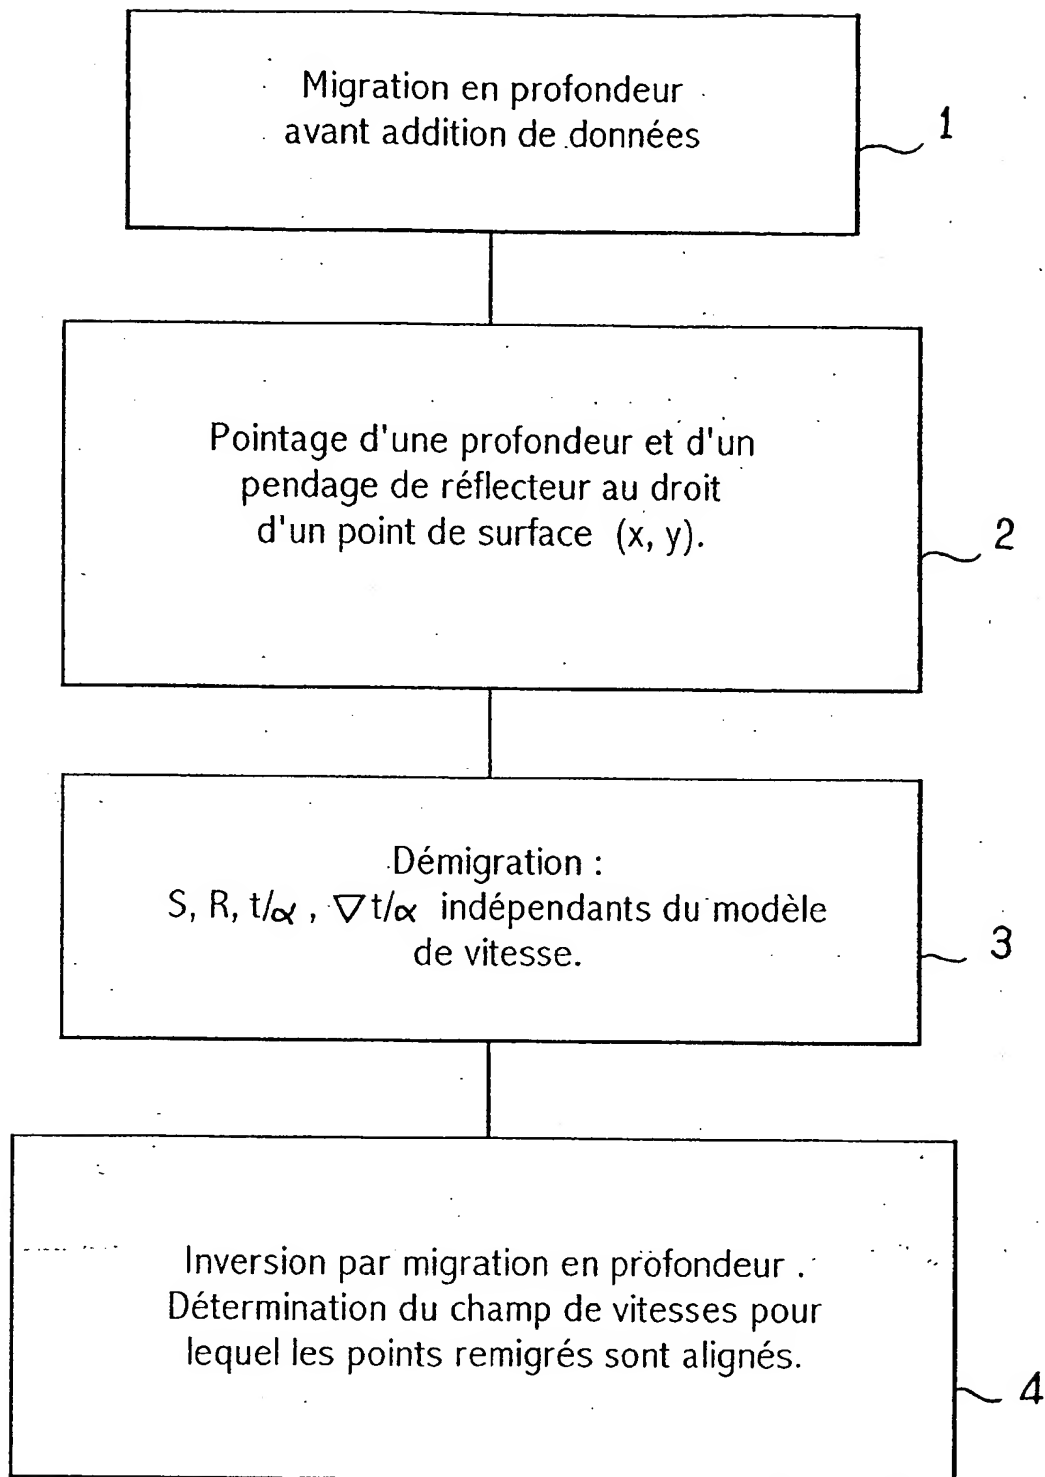 Migration en profondeur
avant addition de données
1
Pointage d'une profondeur et d'un
pendage de réflecteur au droit
d'un point de surface (x, y).
2
Démigration :
S, R, t/α , ∇t/α indépendants du modèle
de vitesse.
3
Inversion par migration en profondeur .
Détermination du champ de vitesses pour
lequel les points remigrés sont alignés.
4